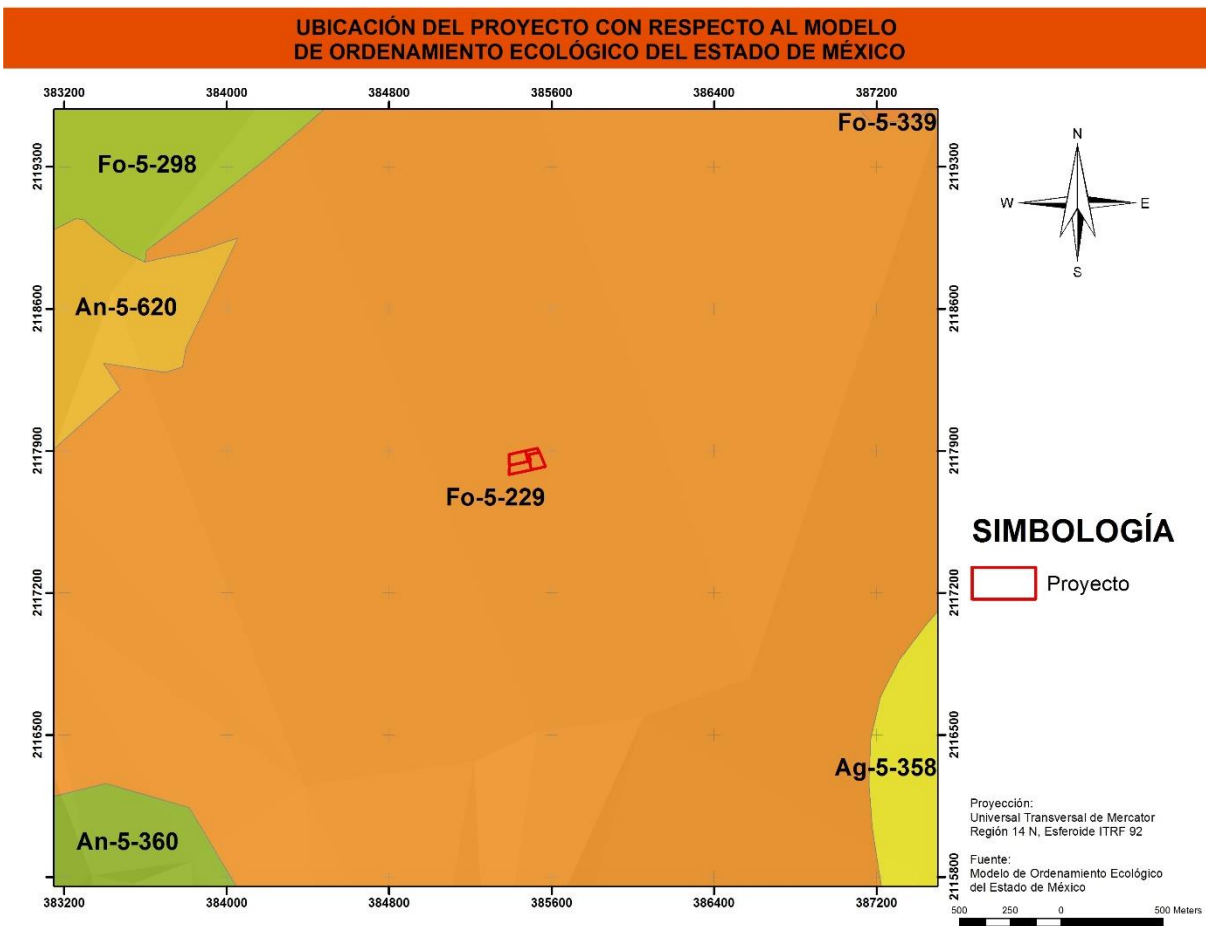 UBICACIÓN DEL PROYECTO CON RESPECTO AL MODELO
DE ORDENAMIENTO ECOLÓGICO DEL ESTADO DE MÉXICO
383200 384000 384800 385600 386400 387200
Fo-5-339
2119300 2119300
Fo-5-298
N
W E
S
An-5-620
2118600 2118600
2117900 2117900
Fo-5-229
SIMBOLOGÍA
Proyecto
2117200 2117200
2116500 2116500
Ag-5-358
An-5-360
Proyección:
Universal Transversal de Mercator
Región 14 N, Esferoide ITRF 92
Fuente:
Modelo de Ordenamiento Ecológico
del Estado de México
2115800 2115800
383200 384000 384800 385600 386400 387200
500 250 0 500 Meters